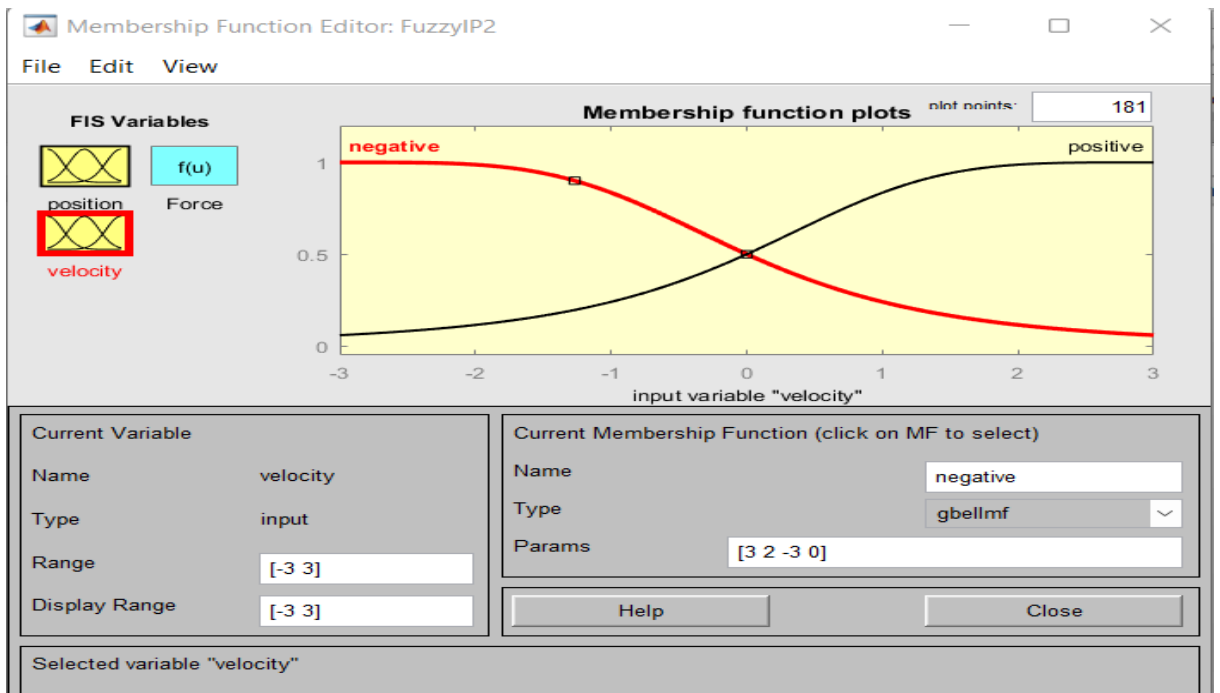 Membership Function Editor: FuzzyIP2
File Edit View
FIS Variables
f(u)
position Force
velocity
Membership function plots plot points: 181
negative positive
1
0.5
0
-3 -2 -1 0 1 2 3
input variable "velocity"
Current Variable
Name velocity
Type input
Range [-3 3]
Display Range [-3 3]
Current Membership Function (click on MF to select)
Name negative
Type gbellmf
Params [3 2 -3 0]
Help Close
Selected variable "velocity"